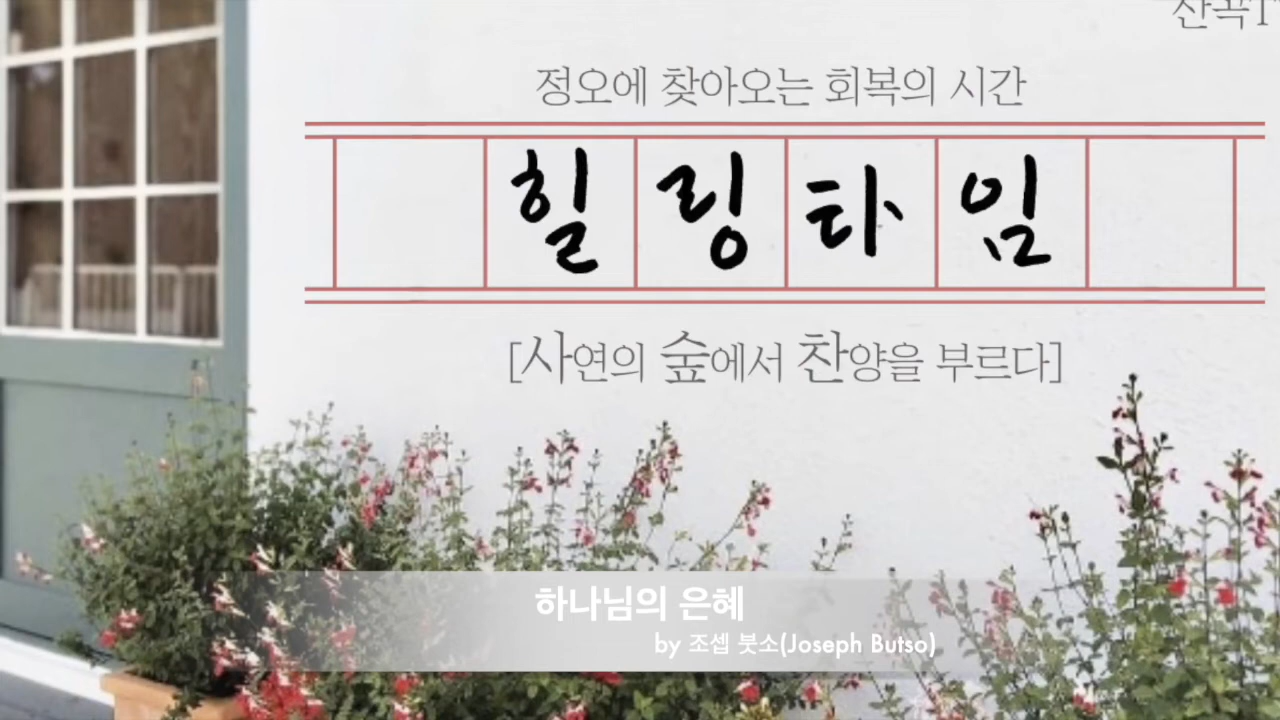 정오에 찾아오는 회복의 시간
힐링타임
[사연의 숲에서 찬양을 부르다]
하나님의 은혜
by 조셉 붓소(Joseph Butso)